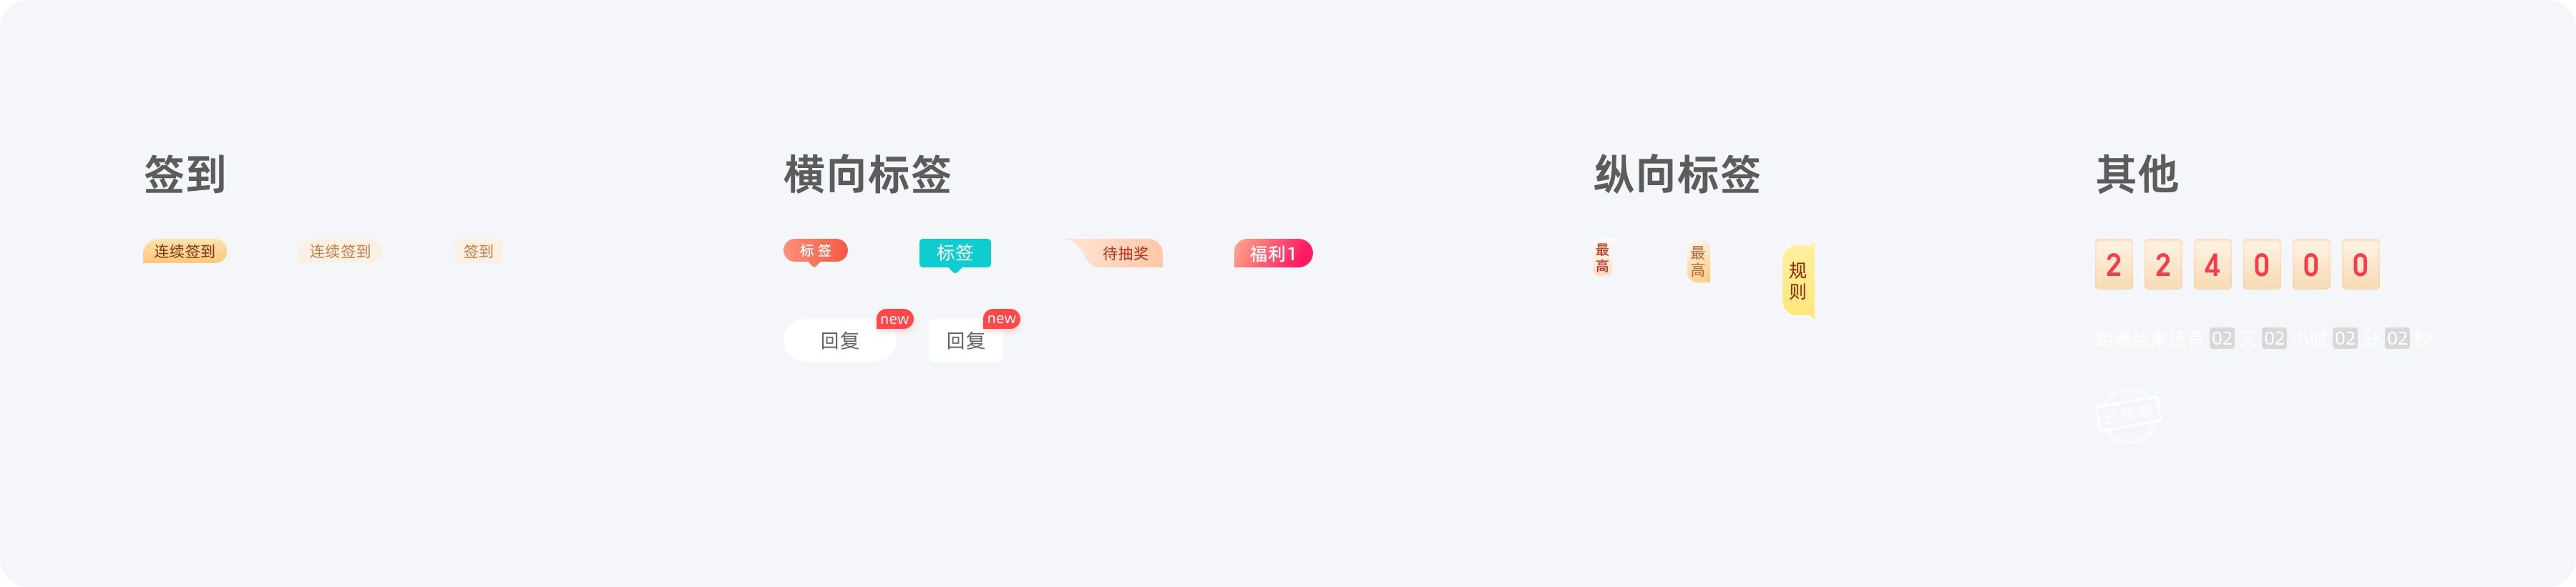 签到
连续签到
连续签到
签到
横向标签
标签
标签
待抽奖
福利1
回复
new
回复
new
纵向标签
最高
最高
规则
其他
2 2 4 0 0 0
距离结束还有 02 天 02 小时 02 分 02 秒
已领取